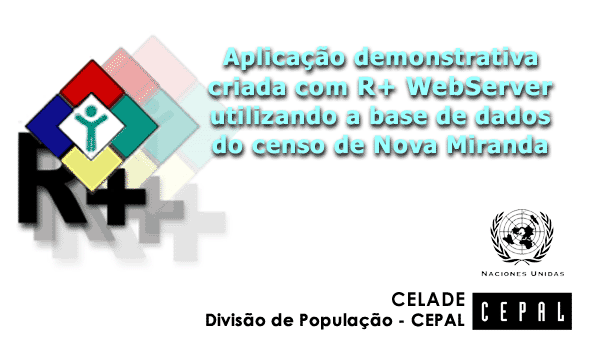 Aplicação demonstrativa
criada com R+ WebServer
utilizando a base de dados
do censo de Nova Miranda
R+
NACIONES UNIDAS
CELADE
Divisão de População - CEPAL
CEPAL